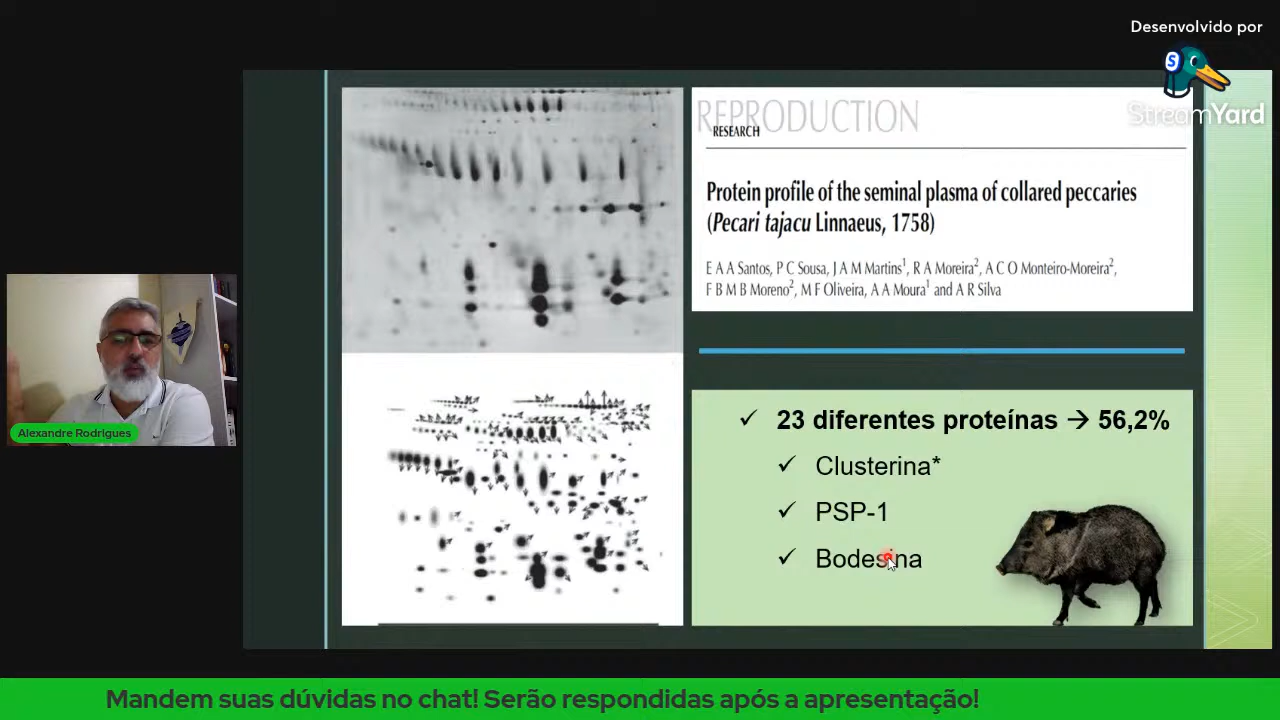 Desenvolvido por
StreamYard
REPRODUCTION
RESEARCH
Protein profile of the seminal plasma of collared peccaries
(Pecari tajacu Linnaeus, 1758)
E A A Santos, P C Sousa, J A M Martins¹, R A Moreira², A C O Monteiro-Moreira²,
F B M B Moreno², M F Oliveira, A A Moura¹ and A R Silva
✓ 23 diferentes proteínas → 56,2%
✓ Clusterina*
✓ PSP-1
✓ Bodesina
Alexandre Rodrigues
Mandem suas dúvidas no chat! Serão respondidas após a apresentação!